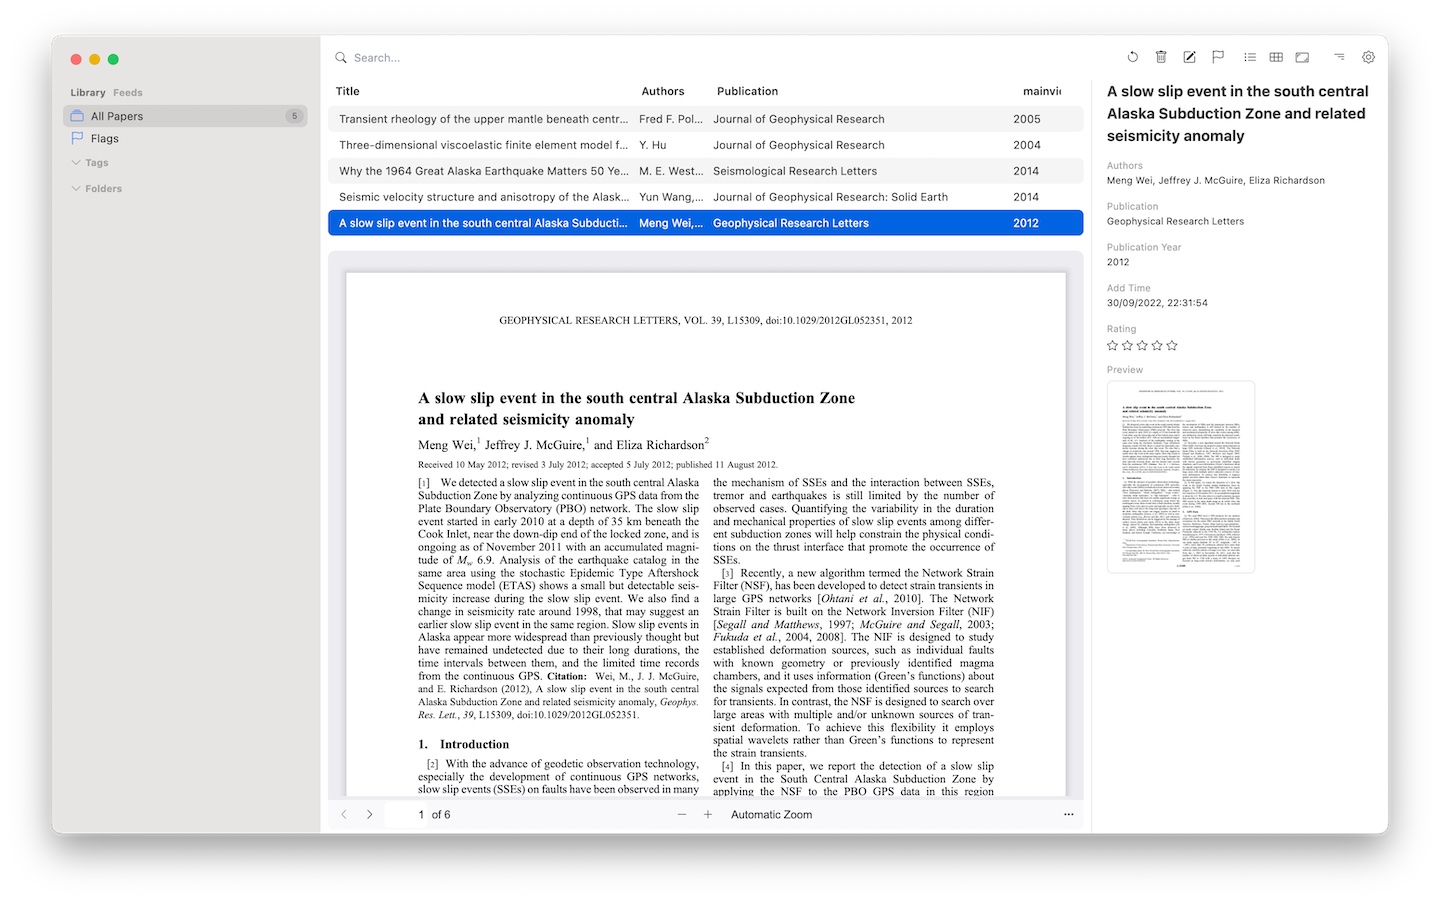 Search...
Library Feeds
All Papers 5
Flags
Tags
Folders
Title Authors Publication mainvi
Transient rheology of the upper mantle beneath centr... Fred F. Pol... Journal of Geophysical Research 2005
Three-dimensional viscoelastic finite element model f... Y. Hu Journal of Geophysical Research 2004
Why the 1964 Great Alaska Earthquake Matters 50 Ye... M. E. West... Seismological Research Letters 2014
Seismic velocity structure and anisotropy of the Alask... Yun Wang,... Journal of Geophysical Research: Solid Earth 2014
A slow slip event in the south central Alaska Subducti... Meng Wei,... Geophysical Research Letters 2012
GEOPHYSICAL RESEARCH LETTERS, VOL. 39, L15309, doi:10.1029/2012GL052351, 2012
A slow slip event in the south central Alaska Subduction Zone
and related seismicity anomaly
Meng Wei,1 Jeffrey J. McGuire,1 and Eliza Richardson2
Received 10 May 2012; revised 3 July 2012; accepted 5 July 2012; published 11 August 2012.
[1] We detected a slow slip event in the south central Alaska
Subduction Zone by analyzing continuous GPS data from the
Plate Boundary Observatory (PBO) network. The slow slip
event started in early 2010 at a depth of 35 km beneath the
Cook Inlet, near the down-dip end of the locked zone, and is
ongoing as of November 2011 with an accumulated magni-
tude of Mw 6.9. Analysis of the earthquake catalog in the
same area using the stochastic Epidemic Type Aftershock
Sequence model (ETAS) shows a small but detectable seis-
micity increase during the slow slip event. We also find a
change in seismicity rate around 1998, that may suggest an
earlier slow slip event in the same region. Slow slip events in
Alaska appear more widespread than previously thought but
have remained undetected due to their long durations, the
time intervals between them, and the limited time records
from the continuous GPS. Citation: Wei, M., J. J. McGuire,
and E. Richardson (2012), A slow slip event in the south central
Alaska Subduction Zone and related seismicity anomaly, Geophys.
Res. Lett., 39, L15309, doi:10.1029/2012GL052351.
1. Introduction
[2] With the advance of geodetic observation technology,
especially the development of continuous GPS networks,
slow slip events (SSEs) on faults have been observed in many
the mechanism of SSEs and the interaction between SSEs,
tremor and earthquakes is still limited by the number of
observed cases. Quantifying the variability in the duration
and mechanical properties of slow slip events among differ-
ent subduction zones will help constrain the physical condi-
tions on the thrust interface that promote the occurrence of
SSEs.
[3] Recently, a new algorithm termed the Network Strain
Filter (NSF), has been developed to detect strain transients in
large GPS networks [Ohtani et al., 2010]. The Network
Strain Filter is built on the Network Inversion Filter (NIF)
[Segall and Matthews, 1997; McGuire and Segall, 2003;
Fukuda et al., 2004, 2008]. The NIF is designed to study
established deformation sources, such as individual faults
with known geometry or previously identified magma
chambers, and it uses information (Green's functions) about
the signals expected from those identified sources to search
for transients. In contrast, the NSF is designed to search over
large areas with multiple and/or unknown sources of tran-
sient deformation. To achieve this flexibility it employs
spatial wavelets rather than Green's functions to represent
the strain transients.
[4] In this paper, we report the detection of a slow slip
event in the South Central Alaska Subduction Zone by
applying the NSF to the PBO GPS data in this region
1 of 6
Automatic Zoom
A slow slip event in the south central
Alaska Subduction Zone and related
seismicity anomaly
Authors
Meng Wei, Jeffrey J. McGuire, Eliza Richardson
Publication
Geophysical Research Letters
Publication Year
2012
Add Time
30/09/2022, 22:31:54
Rating
Preview
A slow slip event in the south central Alaska Subduction Zone
and related seismicity anomaly